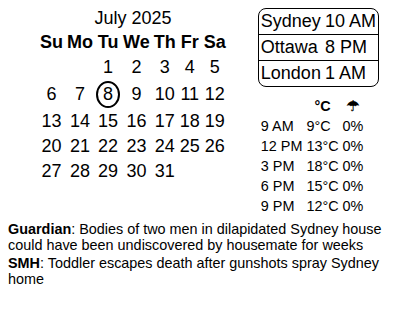 July 2025
Su Mo Tu We Th Fr Sa
1 2 3 4 5
6 7 8 9 10 11 12
13 14 15 16 17 18 19
20 21 22 23 24 25 26
27 28 29 30 31
Sydney 10 AM
Ottawa 8 PM
London 1 AM
°C ☂
9 AM 9°C 0%
12 PM 13°C 0%
3 PM 18°C 0%
6 PM 15°C 0%
9 PM 12°C 0%
Guardian: Bodies of two men in dilapidated Sydney house
could have been undiscovered by housemate for weeks
SMH: Toddler escapes death after gunshots spray Sydney
home